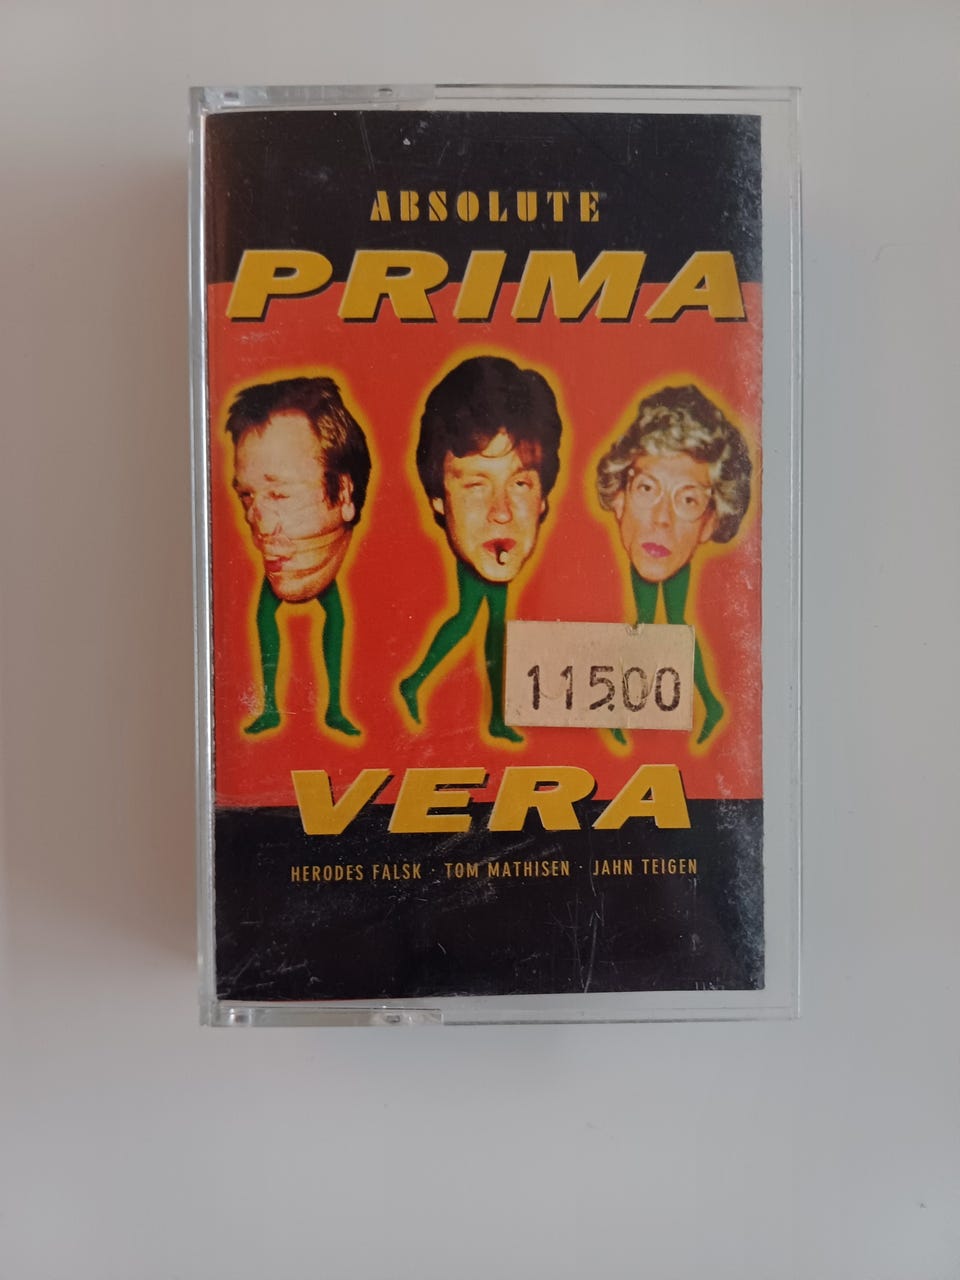 ABSOLUTE
PRIMA
115.00
VERA
HERODES FALSK · TOM MATHISEN · JAHN TEIGEN